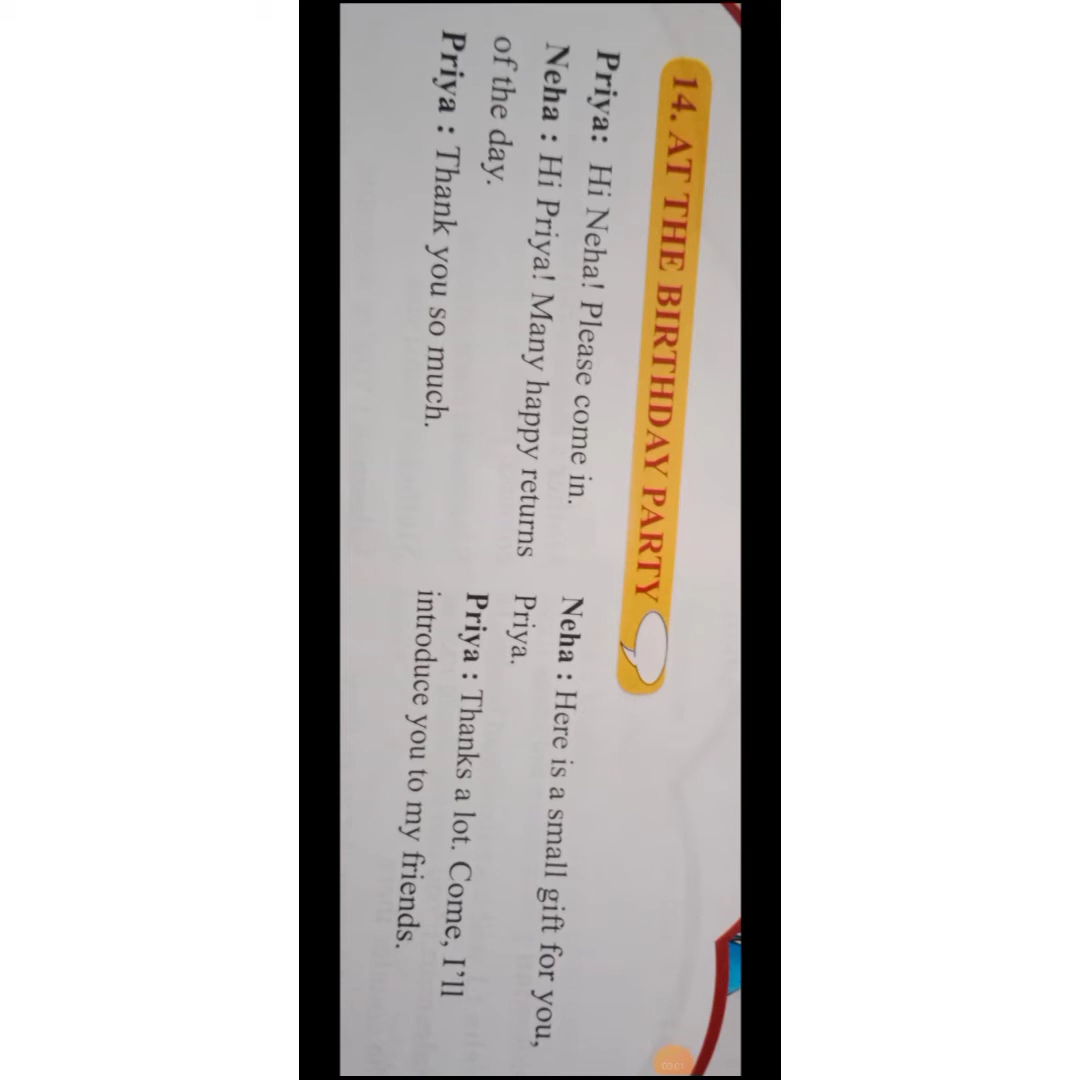 14. AT THE BIRTHDAY PARTY
Priya: Hi Neha! Please come in.
Neha : Hi Priya! Many happy returns
of the day.
Priya : Thank you so much.
Neha : Here is a small gift for you,
Priya.
Priya : Thanks a lot. Come, I'll
introduce you to my friends.
00:01